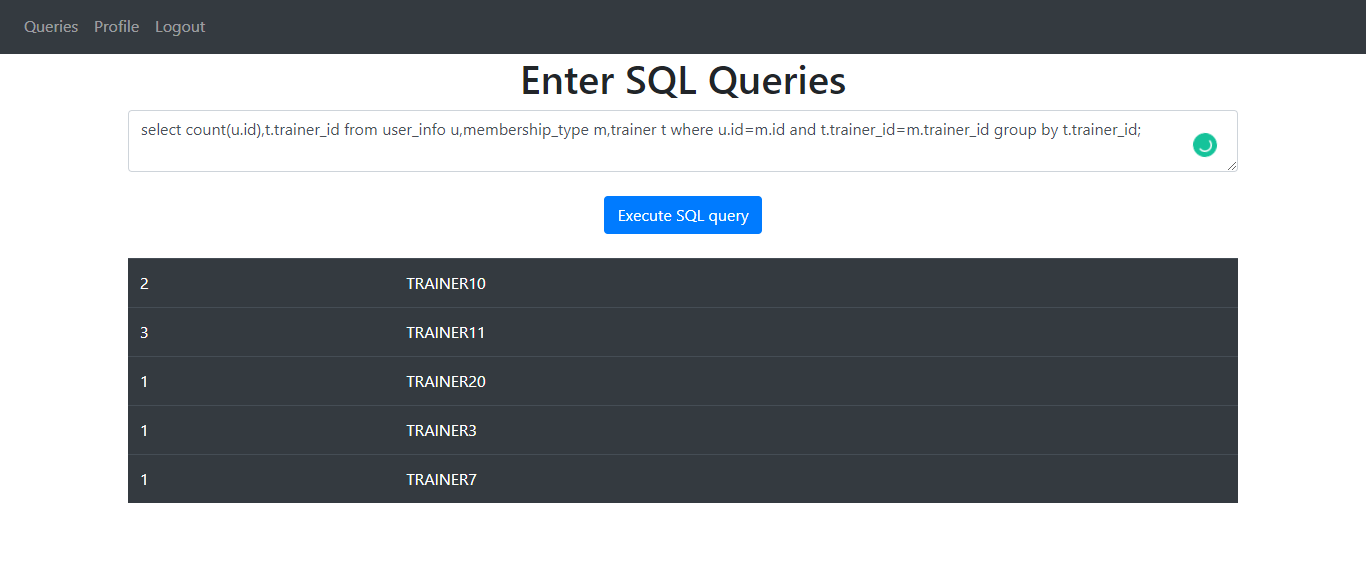 Queries Profile Logout
Enter SQL Queries
select count(u.id),t.trainer_id from user_info u,membership_type m,trainer t where u.id=m.id and t.trainer_id=m.trainer_id group by t.trainer_id;
Execute SQL query
2 TRAINER10
3 TRAINER11
1 TRAINER20
1 TRAINER3
1 TRAINER7